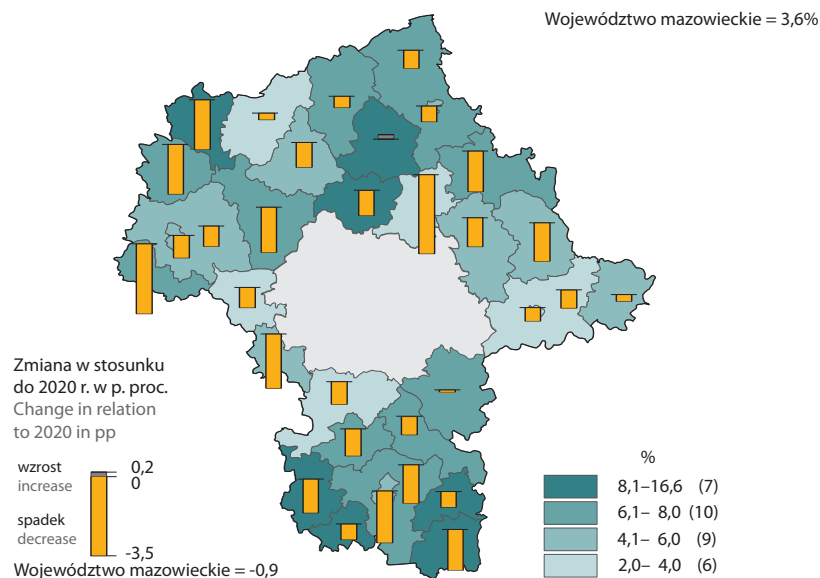 Województwo mazowieckie = 3,6%
Zmiana w stosunku
do 2020 r. w p. proc.
Change in relation
to 2020 in pp
wzrost 0,2
increase 0
spadek
decrease
-3,5
Województwo mazowieckie = -0,9
%
8,1–16,6 (7)
6,1– 8,0 (10)
4,1– 6,0 (9)
2,0– 4,0 (6)